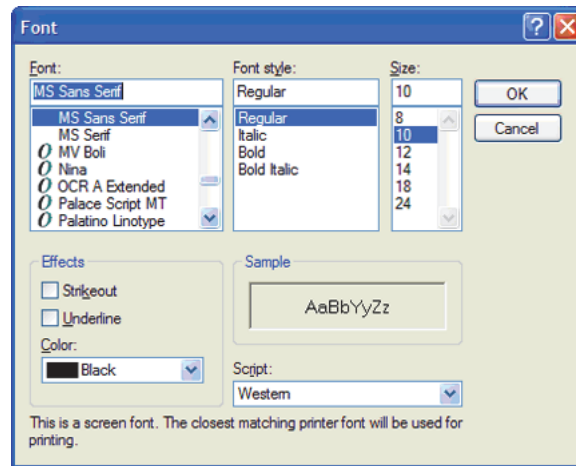 Font
Font:
MS Sans Serif
MS Sans Serif
MS Serif
MV Boli
Nina
OCR A Extended
Palace Script MT
Palatino Linotype
Font style:
Regular
Regular
Italic
Bold
Bold Italic
Size:
10
8
10
12
14
18
24
OK
Cancel
Effects
Strikeout
Underline
Color:
Black
Sample
AaBbYyZz
Script:
Western
This is a screen font. The closest matching printer font will be used for
printing.